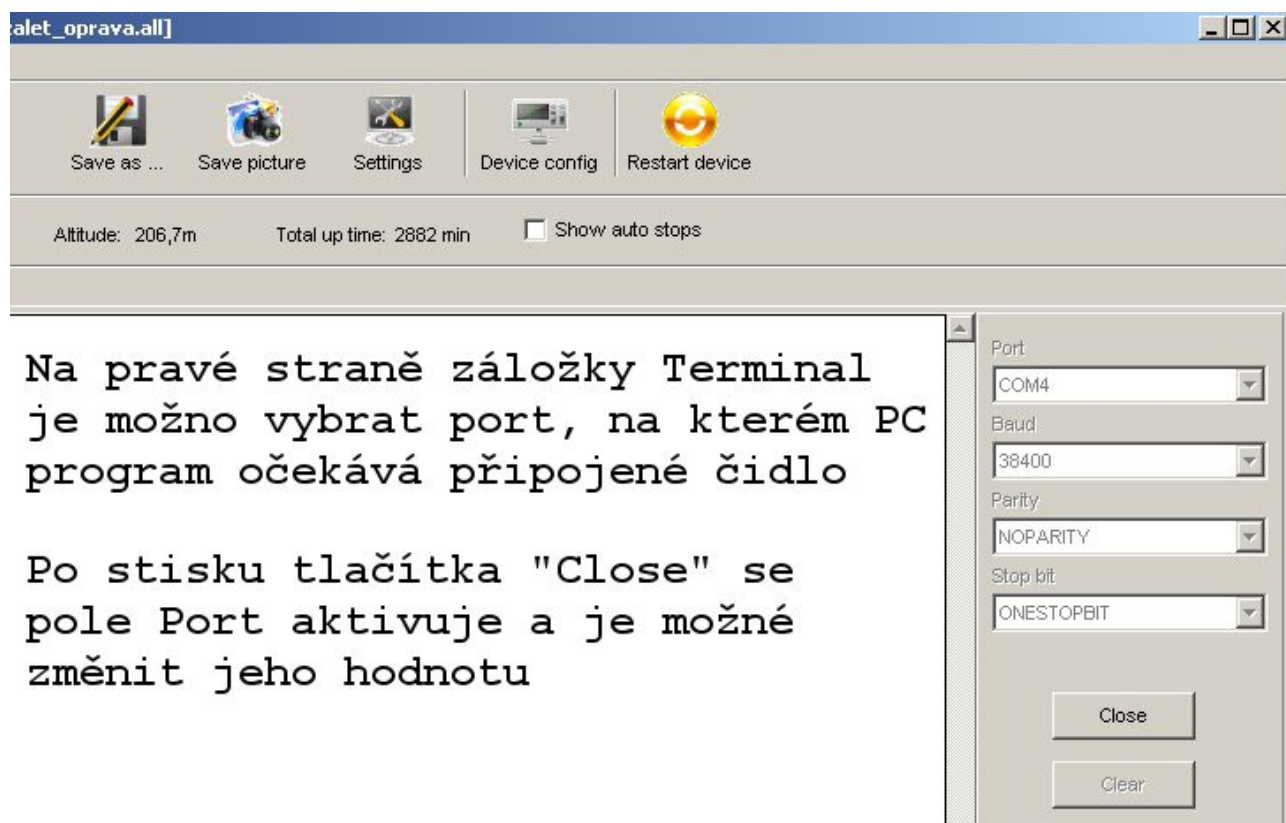 zalet_oprava.all]
Save as ...
Save picture
Settings
Device config
Restart device
Altitude: 206,7m
Total up time: 2882 min
Show auto stops
Na pravé straně záložky Terminal
je možno vybrat port, na kterém PC
program očekává připojené čidlo
Po stisku tlačítka "Close" se
pole Port aktivuje a je možné
změnit jeho hodnotu
Port
COM4
Baud
38400
Parity
NOPARITY
Stop bit
ONESTOPBIT
Close
Clear